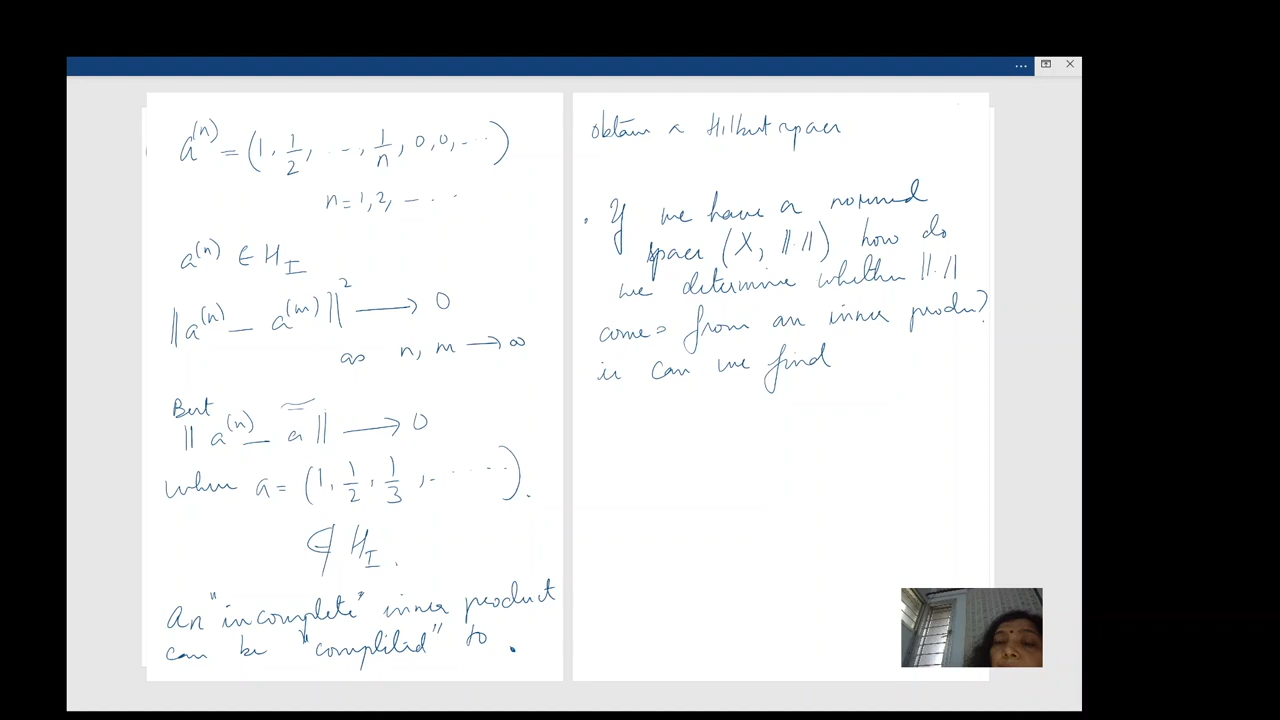 a^(n) = (1, 1/2, ..., 1/n, 0, 0, ...)
n = 1, 2, - ...
a^(n) ∈ H_I
||a^(n) - a^(m)||^2 → 0
as n, m → ∞
But
||a^(n) - a|| → 0
where a = (1, 1/2, 1/3, ......).
∉ H_I.
An "incomplete" inner product
can be "completed" to
obtain a Hilbert space
. If we have a normed
space (X, ||.||) how do
we determine whether ||.||
comes from an inner product?
ie can we find